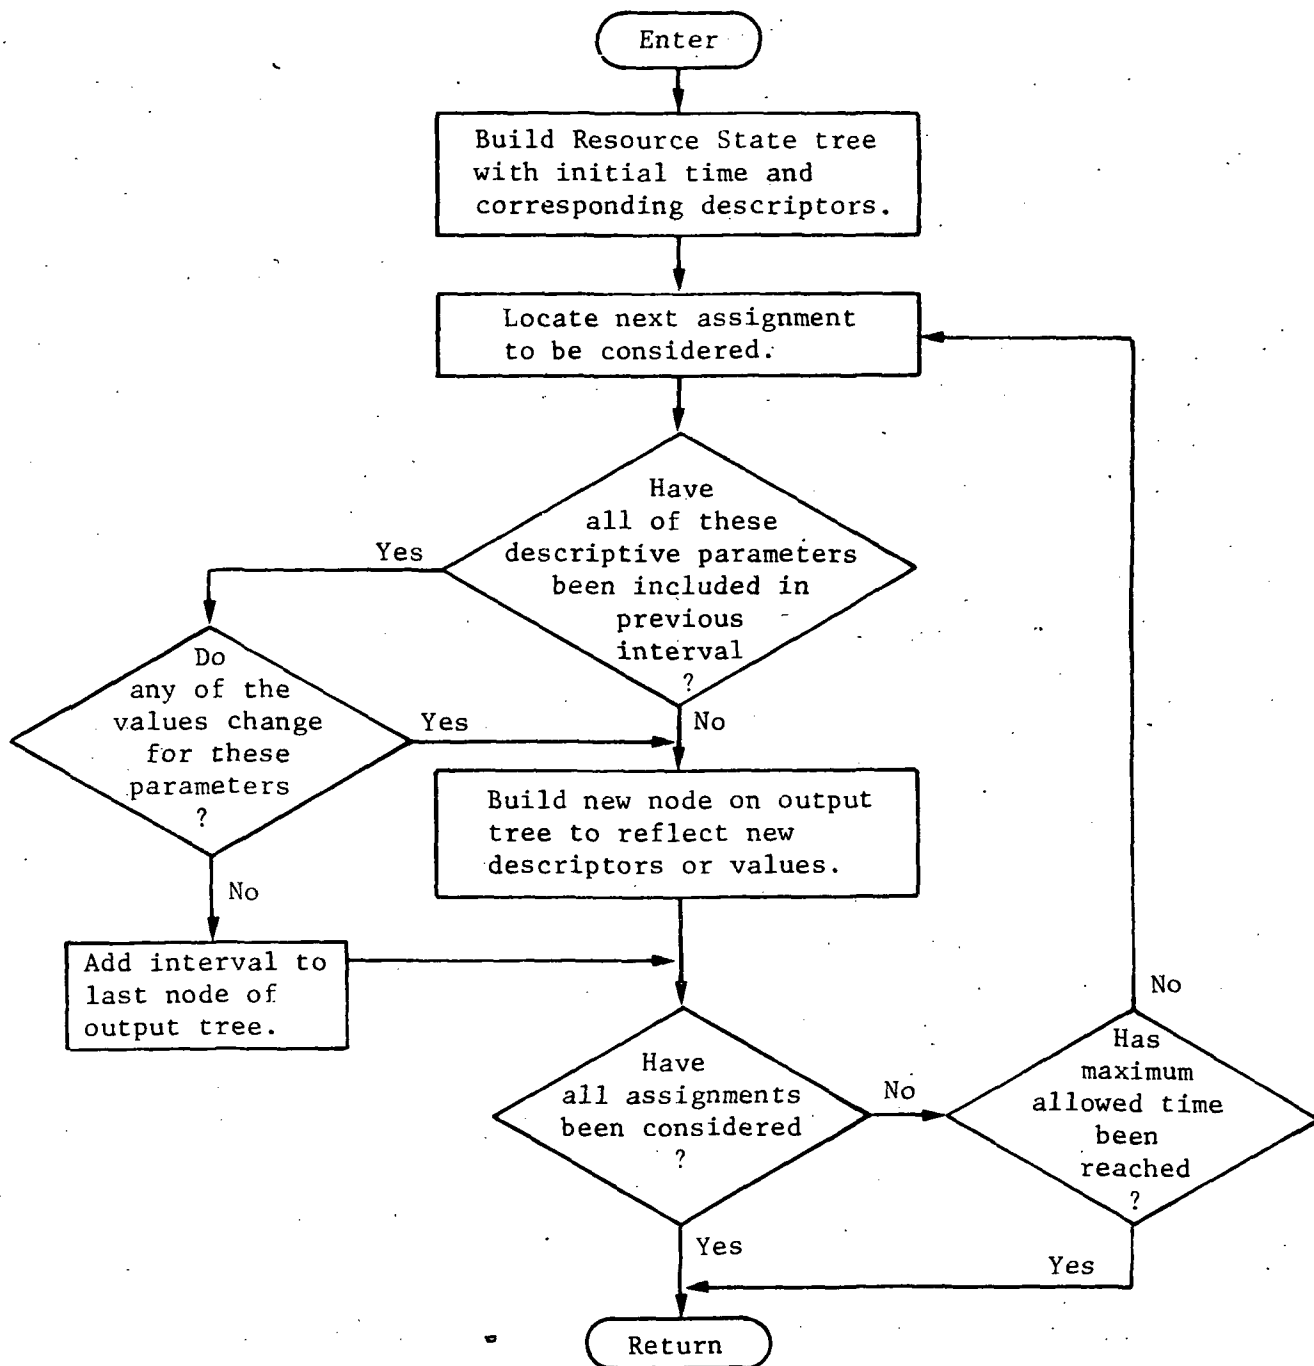 Enter
Build Resource State tree
with initial time and
corresponding descriptors.
Locate next assignment
to be considered.
Have
all of these
descriptive parameters
been included in
previous
interval
?
Yes
No
Do
any of the
values change
for these
parameters
?
Yes
No
Build new node on output
tree to reflect new
descriptors or values.
Add interval to
last node of
output tree.
Have
all assignments
been considered
?
No
Yes
Has
maximum
allowed time
been
reached
?
No
Yes
Return